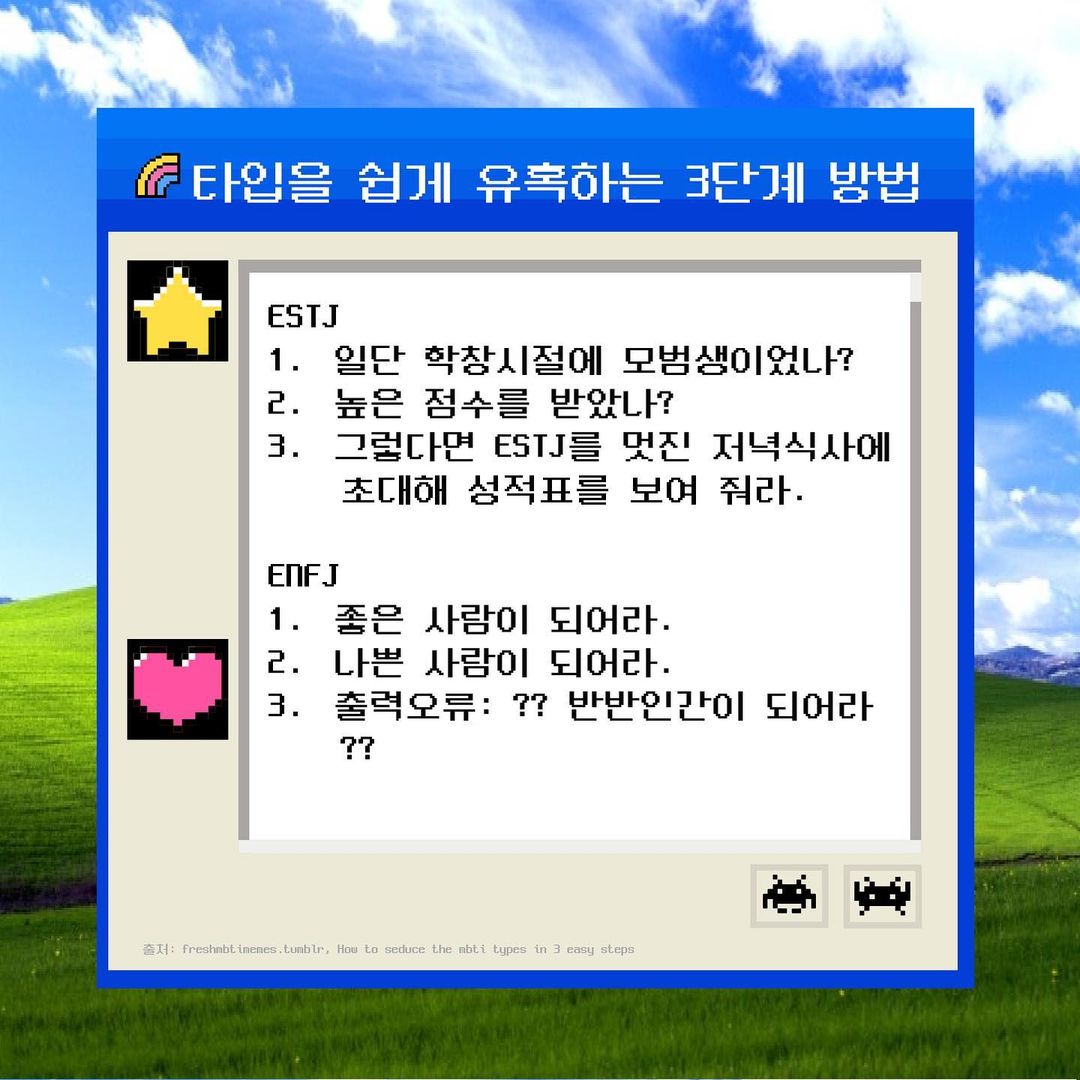 타입을 쉽게 유혹하는 3단계 방법
ESTJ
1. 일단 학창시절에 모범생이었나?
2. 높은 점수를 받았나?
3. 그렇다면 ESTJ를 멋진 저녁식사에
초대해 성적표를 보여 줘라.
ENFJ
1. 좋은 사람이 되어라.
2. 나쁜 사람이 되어라.
3. 출력오류: ?? 반반인간이 되어라
??
출처: freshmbtimemes.tumblr, How to seduce the mbti types in 3 easy steps